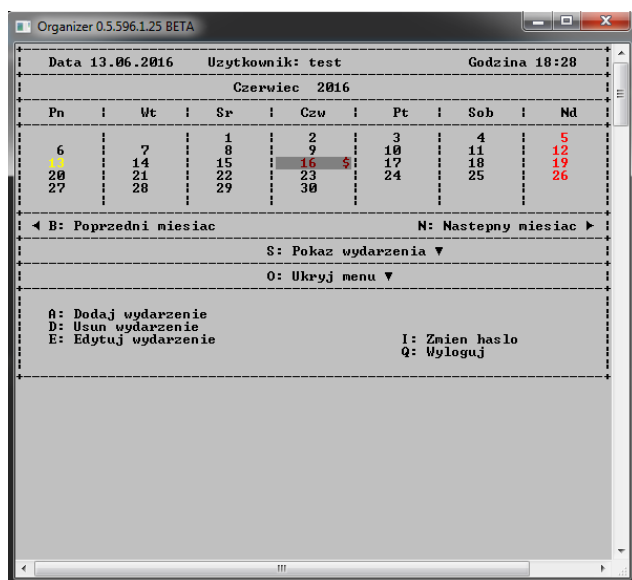 Organizer 0.5.596.1.25 BETA
Data 13.06.2016 Uzytkownik: test Godzina 18:28
Czerwiec 2016
Pn Wt Sr Czw Pt Sob Nd
1 2 3 4 5
6 7 8 9 10 11 12
13 14 15 16 $ 17 18 19
20 21 22 23 24 25 26
27 28 29 30
◄ B: Poprzedni miesiac N: Nastepny miesiac ►
S: Pokaz wydarzenia ▼
O: Ukryj menu ▼
A: Dodaj wydarzenie
D: Usun wydarzenie
E: Edytuj wydarzenie I: Zmien haslo
Q: Wyloguj